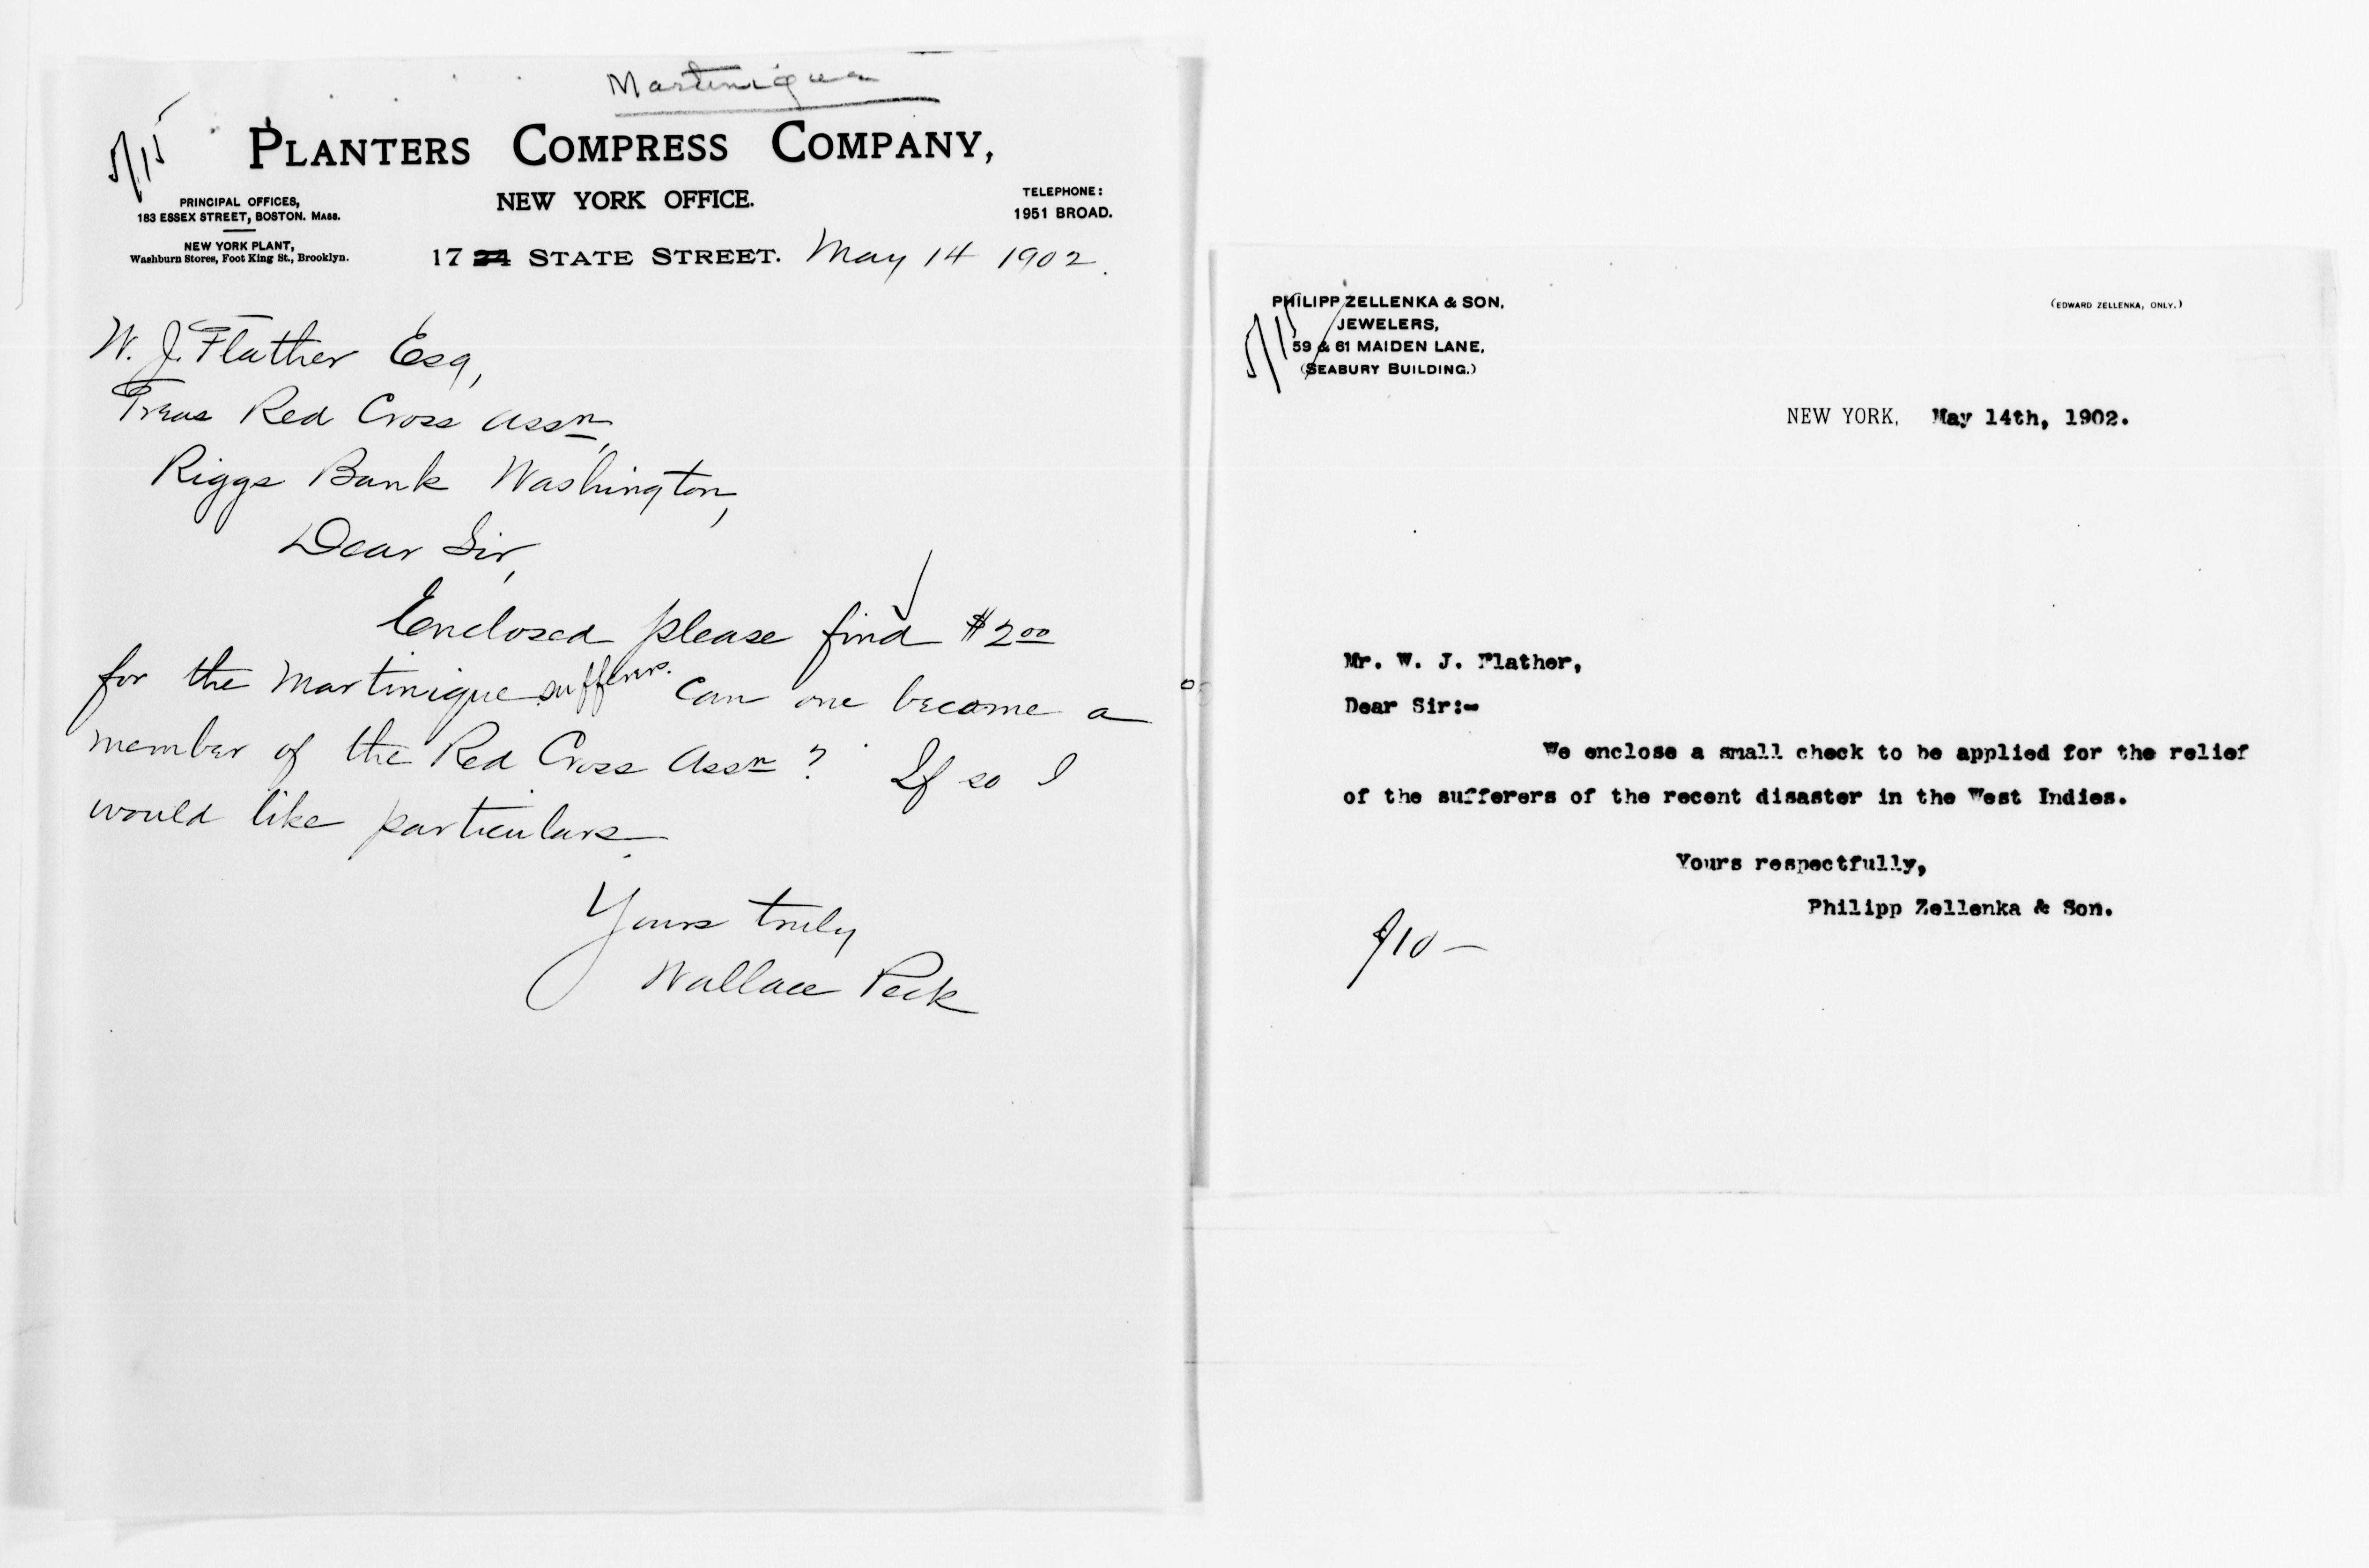 Martinique
5/15
PLANTERS COMPRESS COMPANY,
PRINCIPAL OFFICES,
183 ESSEX STREET, BOSTON. MASS.
NEW YORK PLANT,
Washburn Stores, Foot King St., Brooklyn.
NEW YORK OFFICE.
TELEPHONE:
1951 BROAD.
17 24 STATE STREET. May 14 1902.
W. J. Flather Esq,
Treas Red Cross Assn,
Riggs Bank Washington,
Dear Sir,
Enclosed please find $2 00
for the Martinique sufferers. Can one become a
member of the Red Cross Assn? If so I
would like particulars.
Yours truly
Wallace Peck
PHILIPP ZELLENKA & SON,
JEWELERS,
59 & 61 MAIDEN LANE,
(SEABURY BUILDING.)
5/15
(EDWARD ZELLENKA, ONLY.)
NEW YORK, May 14th, 1902.
Mr. W. J. Flather,
Dear Sir:-
We enclose a small check to be applied for the relief
of the sufferers of the recent disaster in the West Indies.
Yours respectfully,
Philipp Zellenka & Son.
$10—